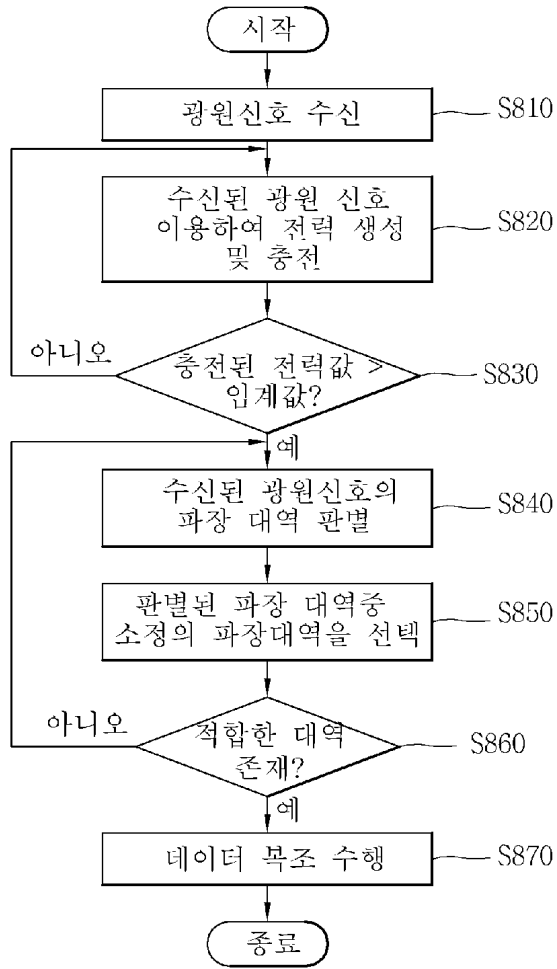 시작
광원신호 수신
S810
수신된 광원 신호
이용하여 전력 생성
및 충전
S820
아니오
충전된 전력값 >
임계값?
S830
예
수신된 광원신호의
파장 대역 판별
S840
판별된 파장 대역중
소정의 파장대역을 선택
S850
아니오
적합한 대역
존재?
S860
예
데이터 복조 수행
S870
종료